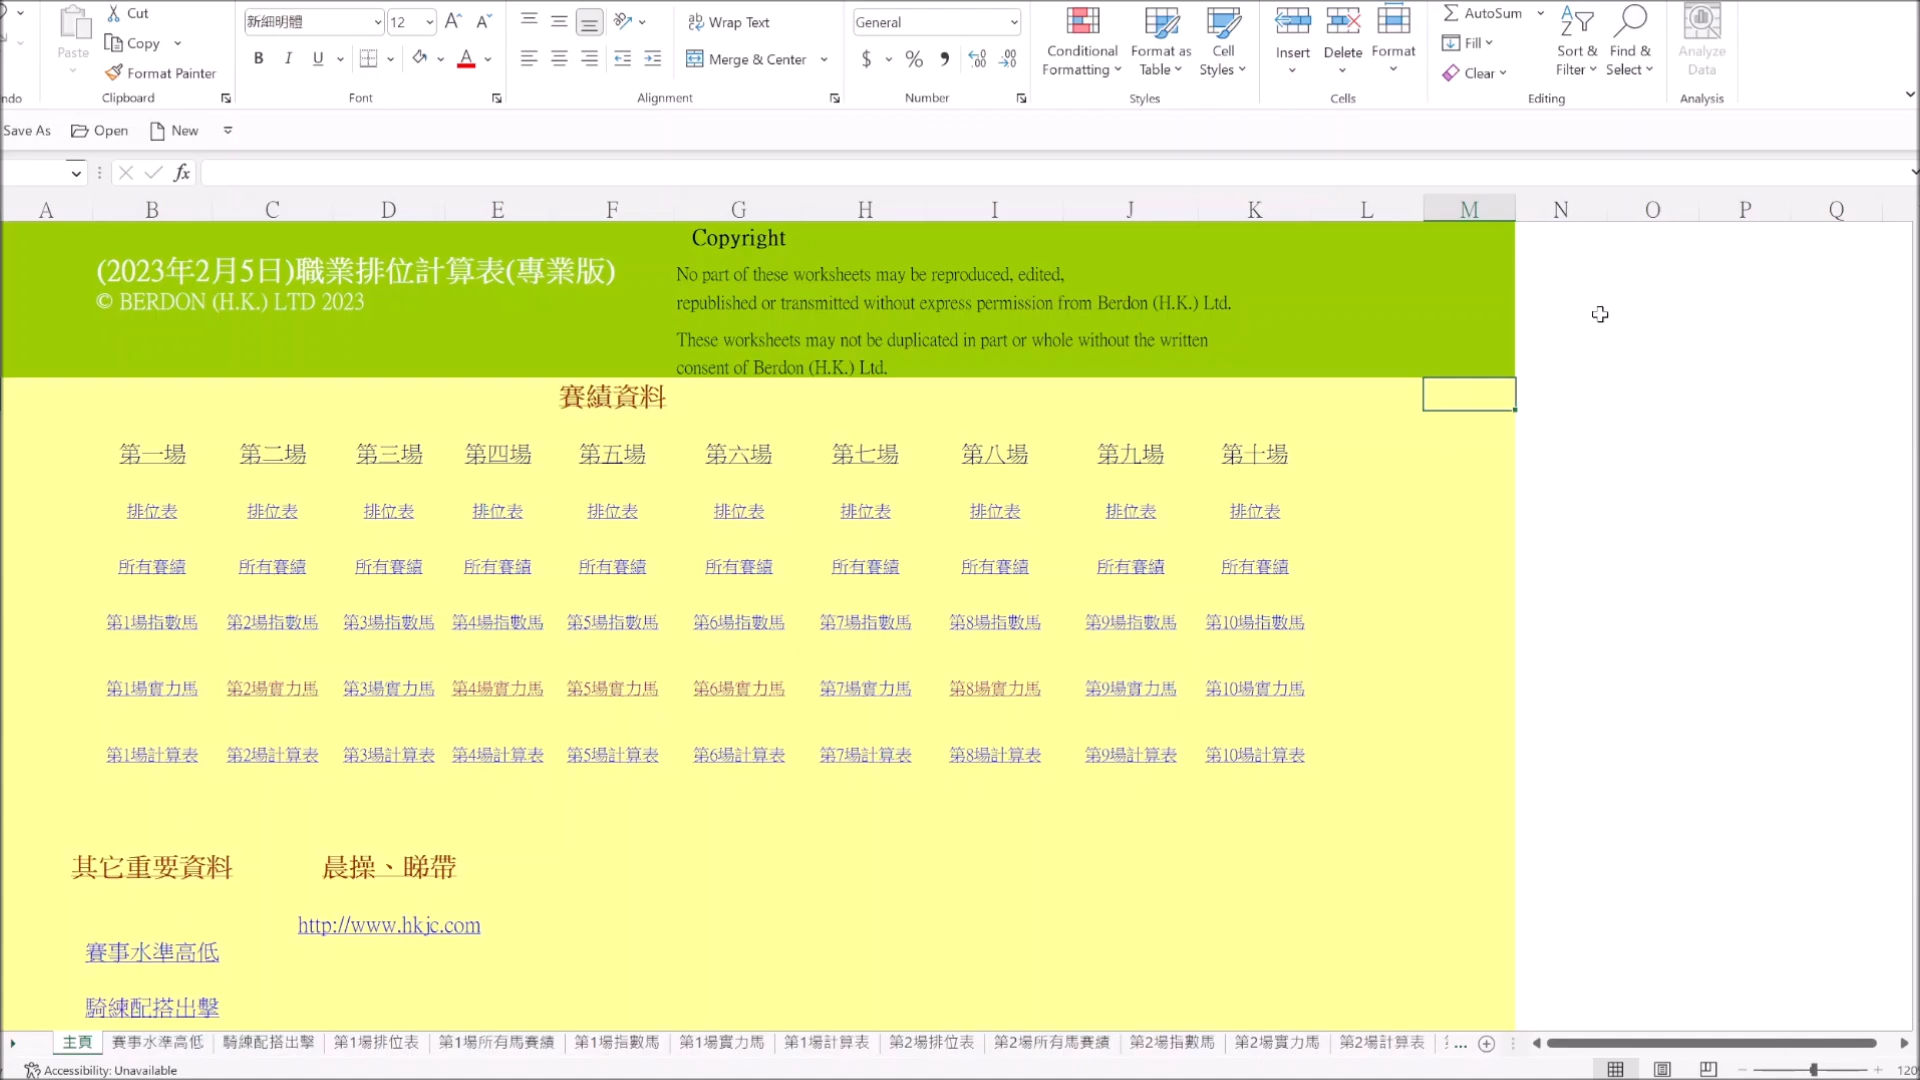 Cut
Copy
Format Painter
Paste
ndo
Clipboard
新細明體
12
B I U
Font
Wrap Text
Merge & Center
Alignment
General
$ %
Number
Conditional Formatting
Format as Table
Cell Styles
Styles
Insert
Delete
Format
Cells
AutoSum
Fill
Clear
Sort & Filter
Find & Select
Editing
Analyze Data
Analysis
Save As
Open
New
fx
A B C D E F G H I J K L M N O P Q
(2023年2月5日)職業排位計算表(專業版)
© BERDON (H.K.) LTD 2023
Copyright
No part of these worksheets may be reproduced, edited,
republished or transmitted without express permission from Berdon (H.K.) Ltd.
These worksheets may not be duplicated in part or whole without the written
consent of Berdon (H.K.) Ltd.
賽績資料
第一場 第二場 第三場 第四場 第五場 第六場 第七場 第八場 第九場 第十場
排位表 排位表 排位表 排位表 排位表 排位表 排位表 排位表 排位表 排位表
所有賽績 所有賽績 所有賽績 所有賽績 所有賽績 所有賽績 所有賽績 所有賽績 所有賽績 所有賽績
第1場指數馬 第2場指數馬 第3場指數馬 第4場指數馬 第5場指數馬 第6場指數馬 第7場指數馬 第8場指數馬 第9場指數馬 第10場指數馬
第1場實力馬 第2場實力馬 第3場實力馬 第4場實力馬 第5場實力馬 第6場實力馬 第7場實力馬 第8場實力馬 第9場實力馬 第10場實力馬
第1場計算表 第2場計算表 第3場計算表 第4場計算表 第5場計算表 第6場計算表 第7場計算表 第8場計算表 第9場計算表 第10場計算表
其它重要資料 晨操、睇帶
http://www.hkjc.com
賽事水準高低
騎練配搭出擊
主頁 賽事水準高低 騎練配搭出擊 第1場排位表 第1場所有馬賽績 第1場指數馬 第1場實力馬 第1場計算表 第2場排位表 第2場所有馬賽績 第2場指數馬 第2場實力馬 第2場計算表 ...
Accessibility: Unavailable
120